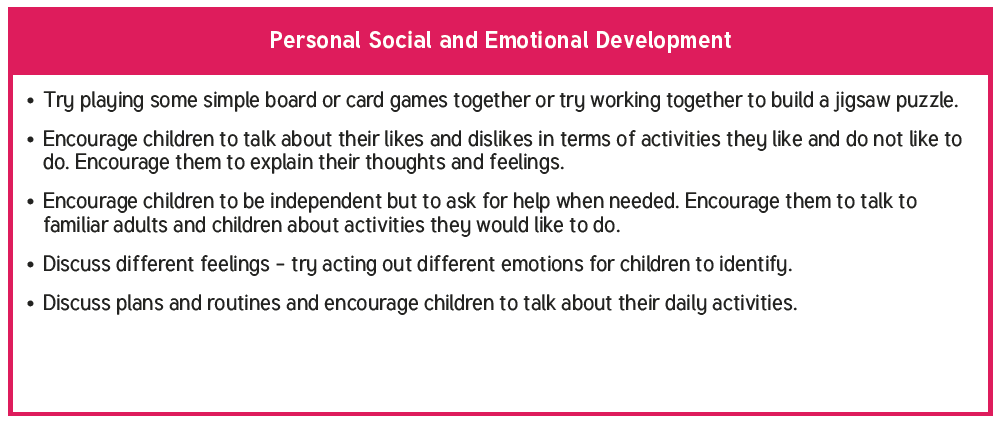 Personal Social and Emotional Development
• Try playing some simple board or card games together or try working together to build a jigsaw puzzle.
• Encourage children to talk about their likes and dislikes in terms of activities they like and do not like to
do. Encourage them to explain their thoughts and feelings.
• Encourage children to be independent but to ask for help when needed. Encourage them to talk to
familiar adults and children about activities they would like to do.
• Discuss different feelings – try acting out different emotions for children to identify.
• Discuss plans and routines and encourage children to talk about their daily activities.